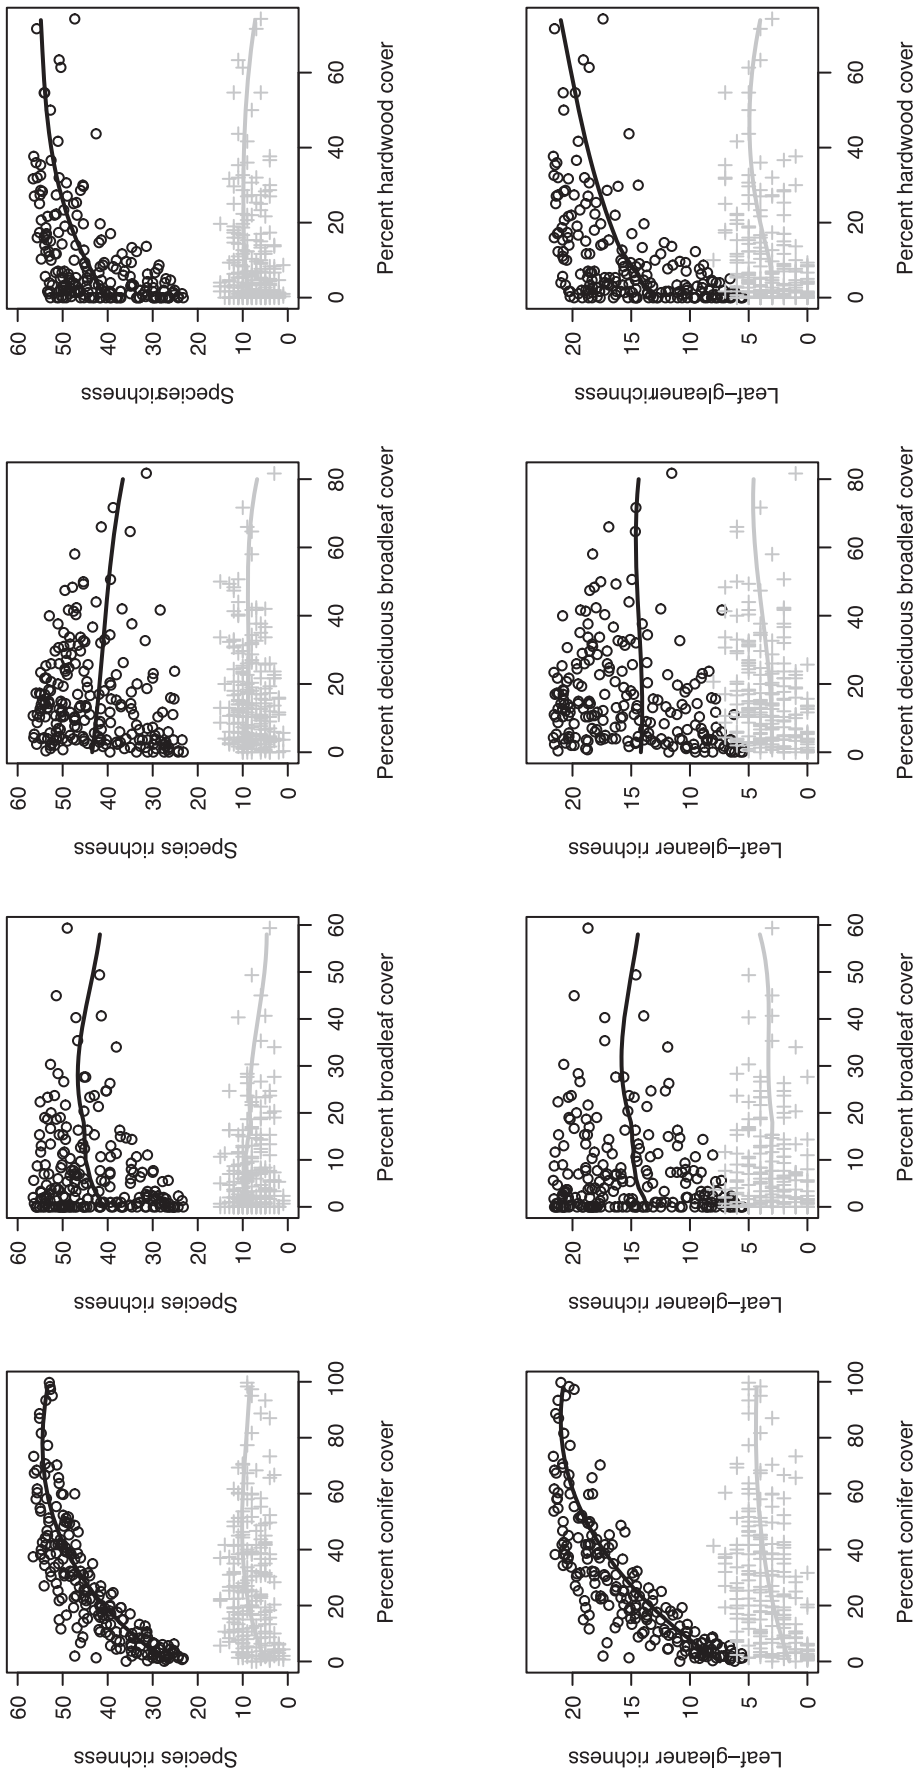 60 50 40 30 20 10 0
0 20 40 60
Speciesrichness
Percent hardwood cover
20 15 10 5 0
0 20 40 60
Leaf−gleanerrichness
Percent hardwood cover
60 50 40 30 20 10 0
0 20 40 60 80
Species richness
Percent deciduous broadleaf cover
20 15 10 5 0
0 20 40 60 80
Leaf−gleaner richness
Percent deciduous broadleaf cover
60 50 40 30 20 10 0
0 10 20 30 40 50 60
Species richness
Percent broadleaf cover
20 15 10 5 0
0 10 20 30 40 50 60
Leaf−gleaner richness
Percent broadleaf cover
60 50 40 30 20 10 0
0 20 40 60 80 100
Species richness
Percent conifer cover
20 15 10 5 0
0 20 40 60 80 100
Leaf−gleaner richness
Percent conifer cover